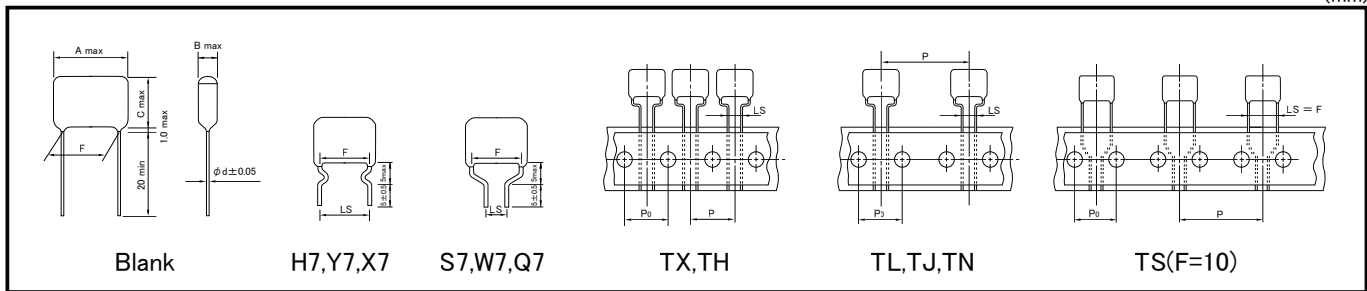 (mm)
A max
B max
C max
1.0 max
F
20 min
φd±0.05
Blank
F
5max
5±0.5
LS
H7,Y7,X7
F
5max
5±0.5
LS
S7,W7,Q7
LS
P0
P
TX,TH
P
LS
P0
TL,TJ,TN
LS = F
P0
P
TS(F=10)